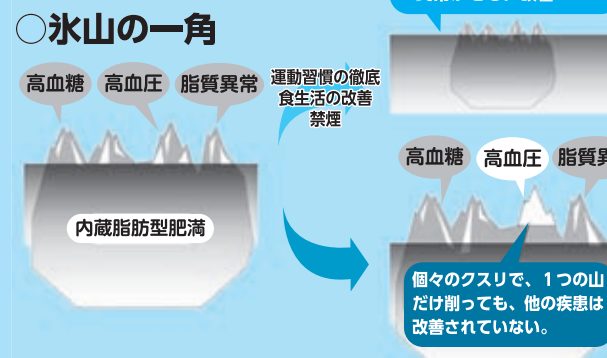 ○氷山の一角
高血糖
高血圧
脂質異常
内蔵脂肪型肥満
運動習慣の徹底
食生活の改善
禁煙
高血糖
高血圧
脂質異
個々のクスリで、1つの山
だけ削っても、他の疾患は
改善されていない。